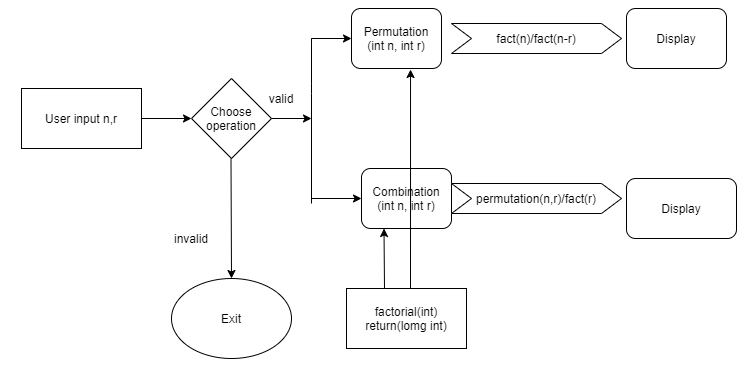 Permutation
(int n, int r)
fact(n)/fact(n-r)
Display
User input n,r
Choose
operation
valid
Combination
(int n, int r)
permutation(n,r)/fact(r)
Display
invalid
Exit
factorial(int)
return(lomg int)